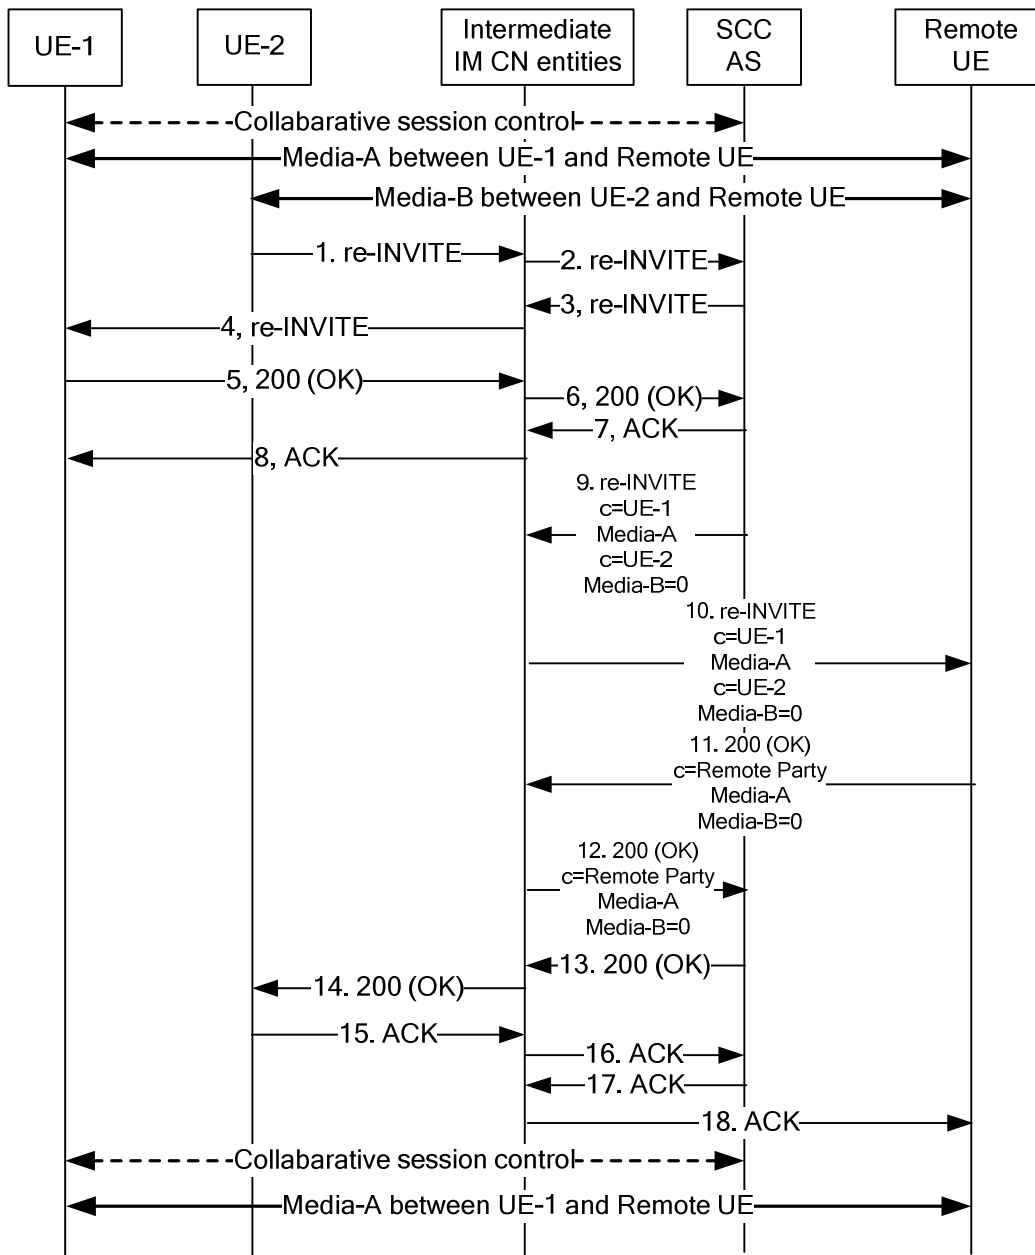 UE-1
UE-2
Intermediate
IM CN entities
SCC
AS
Remote
UE
Collabarative session control
Media-A between UE-1 and Remote UE
Media-B between UE-2 and Remote UE
1. re-INVITE
2. re-INVITE
3, re-INVITE
4, re-INVITE
5, 200 (OK)
6, 200 (OK)
7, ACK
8, ACK
9. re-INVITE
c=UE-1
Media-A
c=UE-2
Media-B=0
10. re-INVITE
c=UE-1
Media-A
c=UE-2
Media-B=0
11. 200 (OK)
c=Remote Party
Media-A
Media-B=0
12. 200 (OK)
c=Remote Party
Media-A
Media-B=0
13. 200 (OK)
14. 200 (OK)
15. ACK
16. ACK
17. ACK
18. ACK
Collabarative session control
Media-A between UE-1 and Remote UE